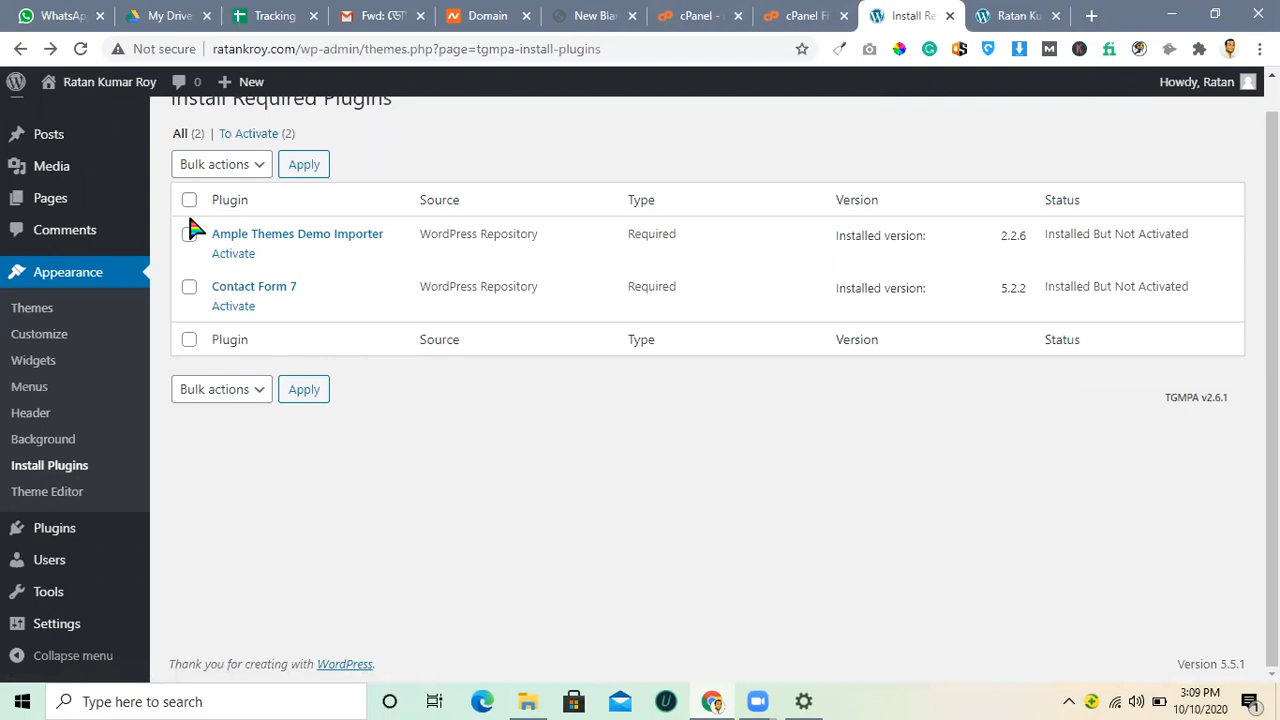 WhatsAp
My Drive
Tracking
Fwd:
Domain
New Blar
cPanel -
cPanel F
Install Re
Ratan Ku
Not secure
ratankroy.com/wp-admin/themes.php?page=tgmpa-install-plugins
Ratan Kumar Roy
0
New
Howdy, Ratan
Posts
Media
Pages
Comments
Appearance
Themes
Customize
Widgets
Menus
Header
Background
Install Plugins
Theme Editor
Plugins
Users
Tools
Settings
Collapse menu
Install Required Plugins
All (2) | To Activate (2)
Bulk actions Apply
Plugin Source Type Version Status
Ample Themes Demo Importer WordPress Repository Required Installed version: 2.2.6 Installed But Not Activated
Activate
Contact Form 7 WordPress Repository Required Installed version: 5.2.2 Installed But Not Activated
Activate
Plugin Source Type Version Status
Bulk actions Apply
TGMPA v2.6.1
Thank you for creating with WordPress.
Version 5.5.1
Type here to search
3:09 PM
10/10/2020
1